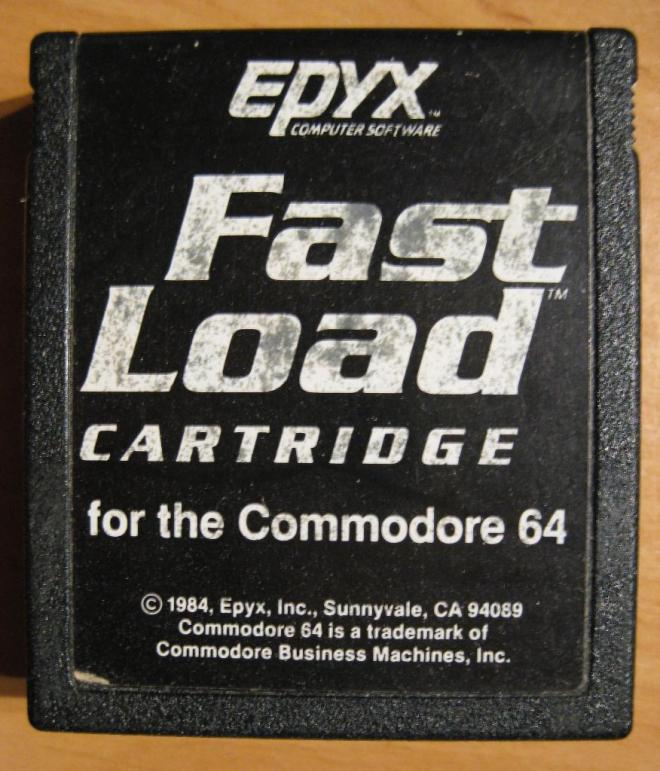 EPYX™
COMPUTER SOFTWARE
Fast
Load™
CARTRIDGE
for the Commodore 64
© 1984, Epyx, Inc., Sunnyvale, CA 94089
Commodore 64 is a trademark of
Commodore Business Machines, Inc.